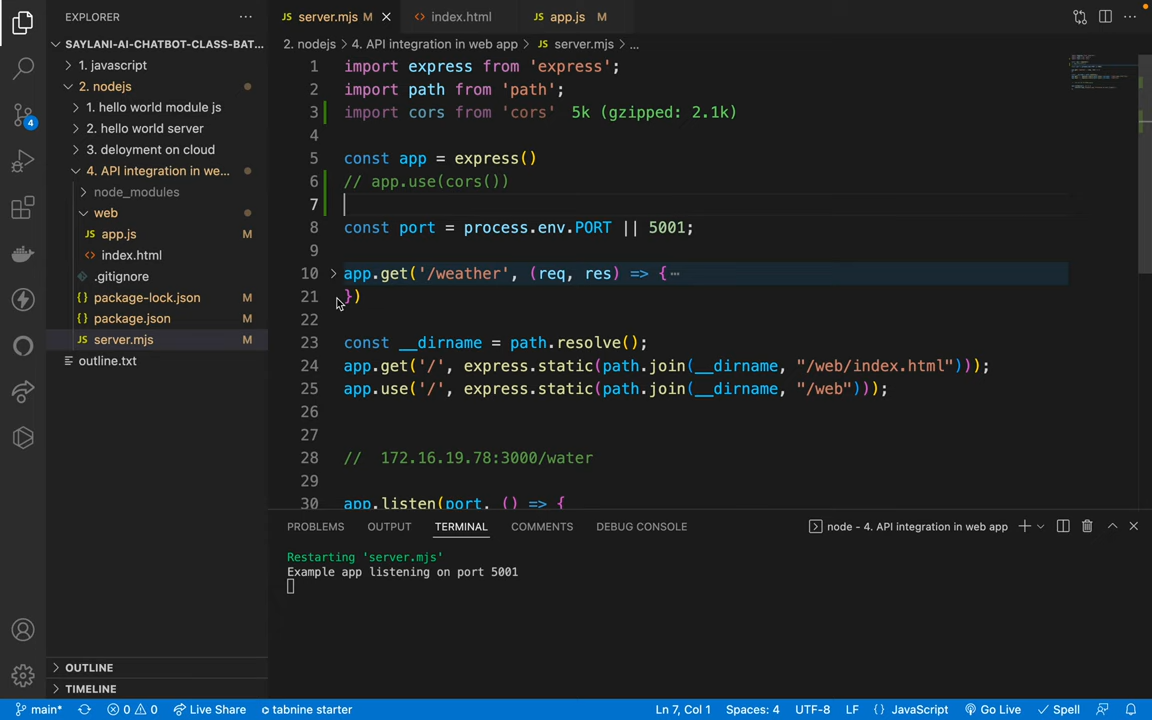 EXPLORER
SAYLANI-AI-CHATBOT-CLASS-BAT...
1. javascript
2. nodejs
1. hello world module js
2. hello world server
3. deloyment on cloud
4. API integration in we...
node_modules
web
app.js M
index.html
.gitignore
package-lock.json M
package.json M
server.mjs M
outline.txt
OUTLINE
TIMELINE
4
server.mjs M
index.html
app.js M
2. nodejs > 4. API integration in web app > server.mjs > ...
1 import express from 'express';
2 import path from 'path';
3 import cors from 'cors' 5k (gzipped: 2.1k)
4
5 const app = express()
6 // app.use(cors())
7
8 const port = process.env.PORT || 5001;
9
10 app.get('/weather', (req, res) => {
21 })
22
23 const __dirname = path.resolve();
24 app.get('/', express.static(path.join(__dirname, "/web/index.html")));
25 app.use('/', express.static(path.join(__dirname, "/web")));
26
27
28 // 172.16.19.78:3000/water
29
30 app.listen(port, () => {
PROBLEMS OUTPUT TERMINAL COMMENTS DEBUG CONSOLE
node - 4. API integration in web app
Restarting 'server.mjs'
Example app listening on port 5001
main* 0 0 Live Share tabnine starter Ln 7, Col 1 Spaces: 4 UTF-8 LF {} JavaScript Go Live Spell